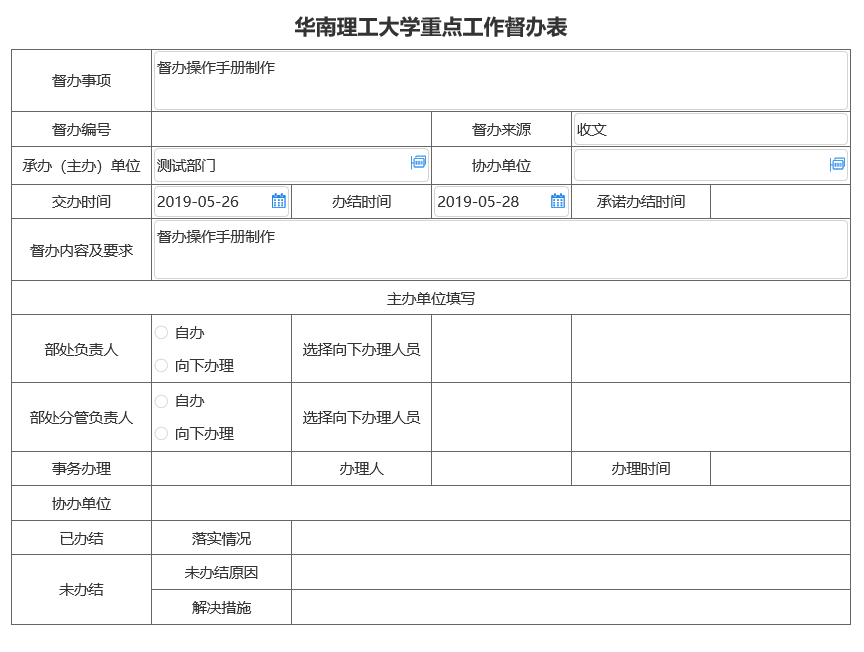 华南理工大学重点工作督办表
督办事项 督办操作手册制作
督办编号 督办来源 收文
承办（主办）单位 测试部门 协办单位
交办时间 2019-05-26 办结时间 2019-05-28 承诺办结时间
督办内容及要求 督办操作手册制作
主办单位填写
部处负责人 自办 选择向下办理人员
向下办理
部处分管负责人 自办 选择向下办理人员
向下办理
事务办理 办理人 办理时间
协办单位
已办结 落实情况
未办结 未办结原因
解决措施